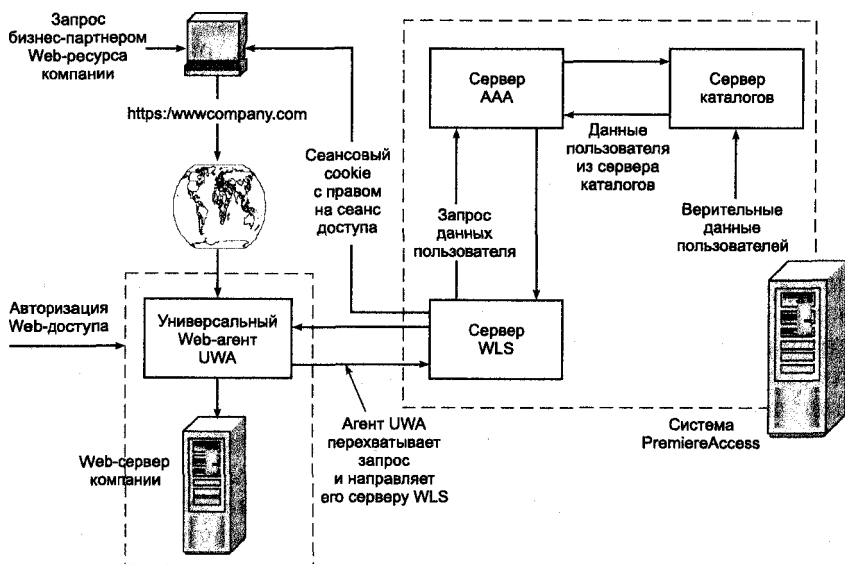 Запрос
бизнес-партнером
Web-ресурса
компании
https:/wwwcompany.com
Сеансовый
cookie
с правом
на сеанс
доступа
Сервер
AAA
Сервер
каталогов
Данные
пользователя
из сервера
каталогов
Запрос
данных
пользователя
Верительные
данные
пользователей
Авторизация
Web-доступа
Универсальный
Web-агент
UWA
Сервер
WLS
Агент UWA
перехватывает
запрос
и направляет
его серверу WLS
Web-сервер
компании
Система
PremiereAccess